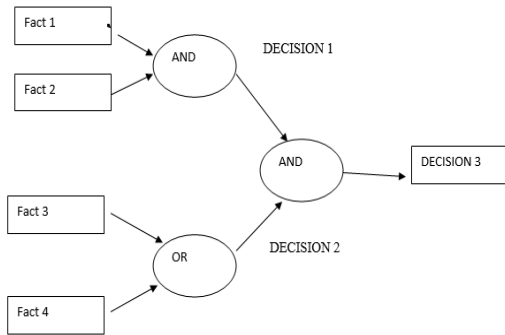 Fact 1
AND
DECISION 1
Fact 2
AND
DECISION 3
Fact 3
OR
DECISION 2
Fact 4